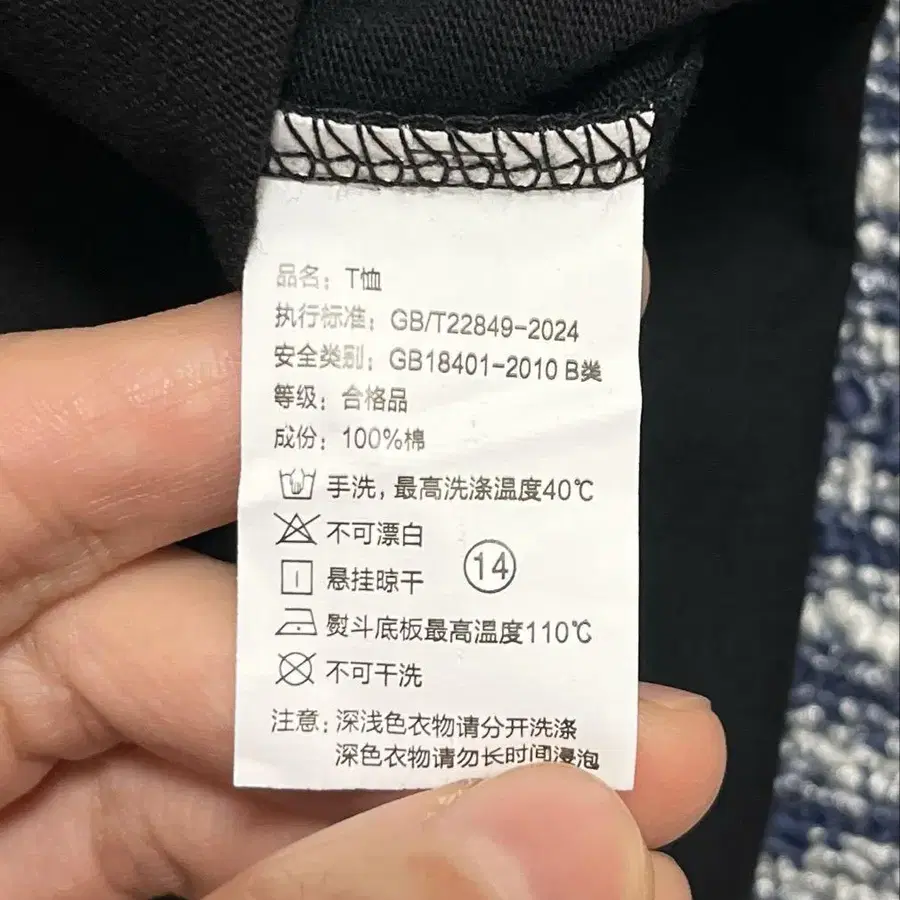 品名：T恤
执行标准：GB/T22849-2024
安全类别：GB18401-2010 B类
等级：合格品
成份：100%棉
手洗，最高洗涤温度40℃
不可漂白
14
悬挂晾干
熨斗底板最高温度110℃
不可干洗
注意：深浅色衣物请分开洗涤
深色衣物请勿长时间浸泡